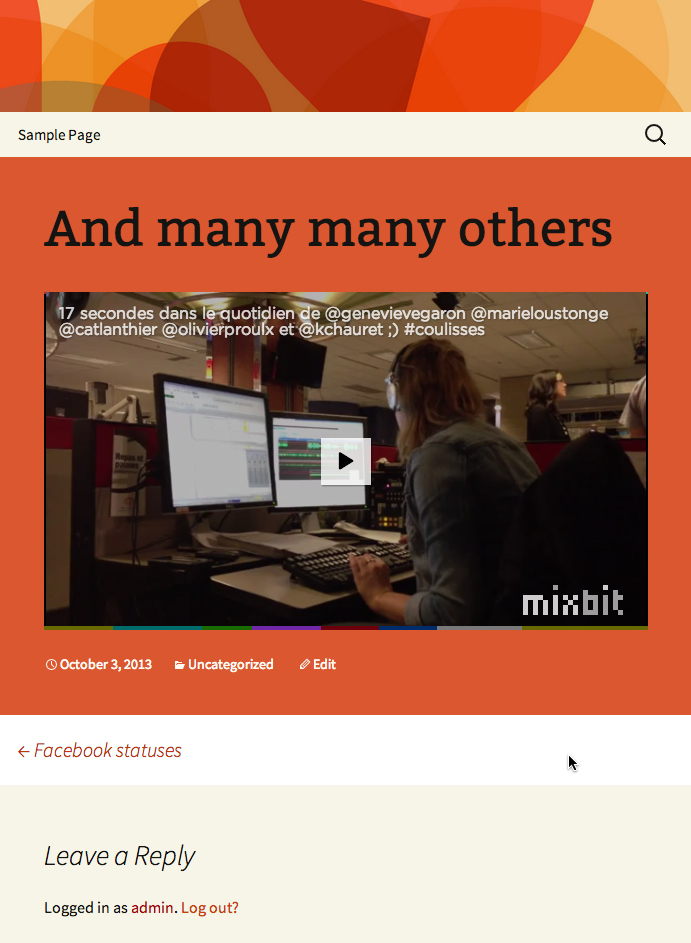 Sample Page
And many many others
17 secondes dans le quotidien de @genevievegaron @marieloustonge
@catlanthier @olivierproulx et @kchauret ;) #coulisses
mixbit
October 3, 2013 Uncategorized Edit
← Facebook statuses
Leave a Reply
Logged in as admin. Log out?